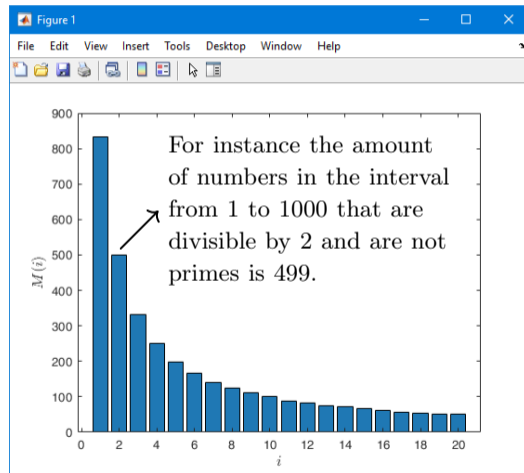 Figure 1
File Edit View Insert Tools Desktop Window Help
900
800
700
600
500
400
300
200
100
0
M(i)
For instance the amount
of numbers in the interval
from 1 to 1000 that are
divisible by 2 and are not
primes is 499.
0 2 4 6 8 10 12 14 16 18 20
i